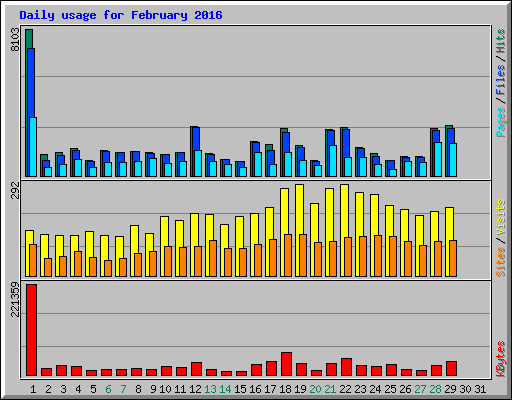 Daily usage for February 2016
8103
Pages / Files / Hits
292
Sites / Visits
221359
KBytes
1 2 3 4 5 6 7 8 9 10 11 12 13 14 15 16 17 18 19 20 21 22 23 24 25 26 27 28 29 30 31